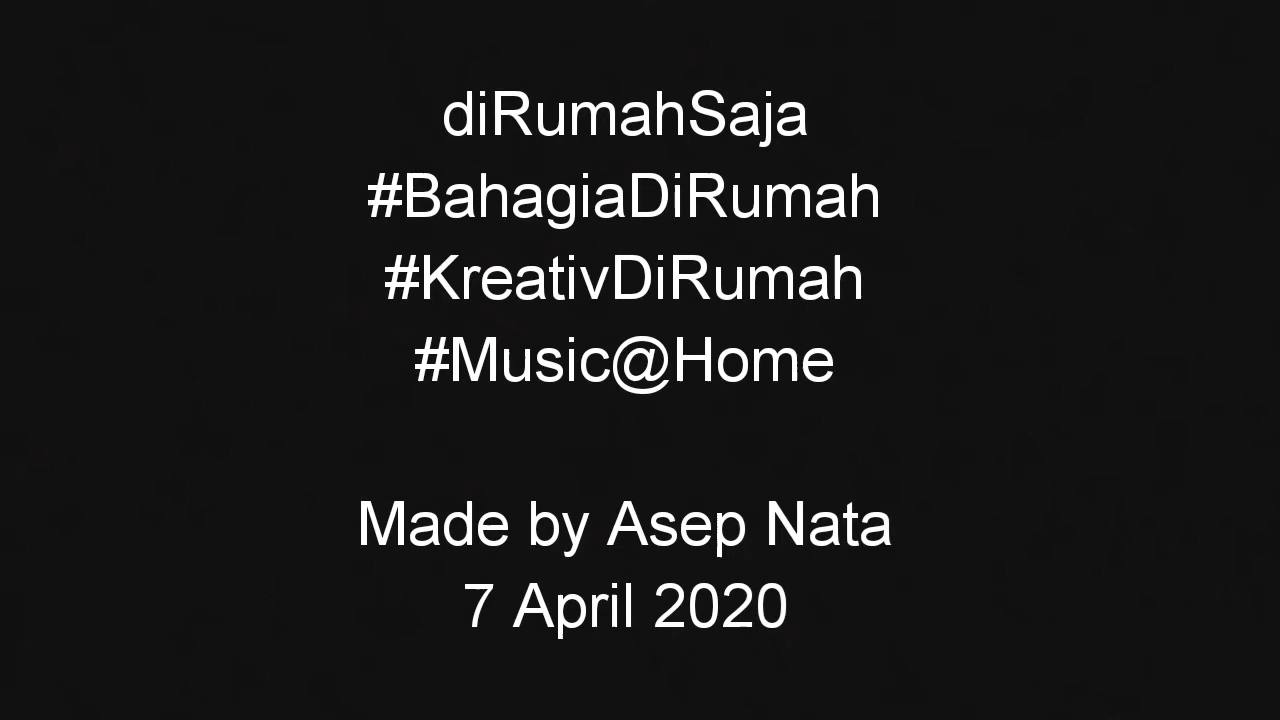 diRumahSaja
#BahagiaDiRumah
#KreativDiRumah
#Music@Home
Made by Asep Nata
7 April 2020